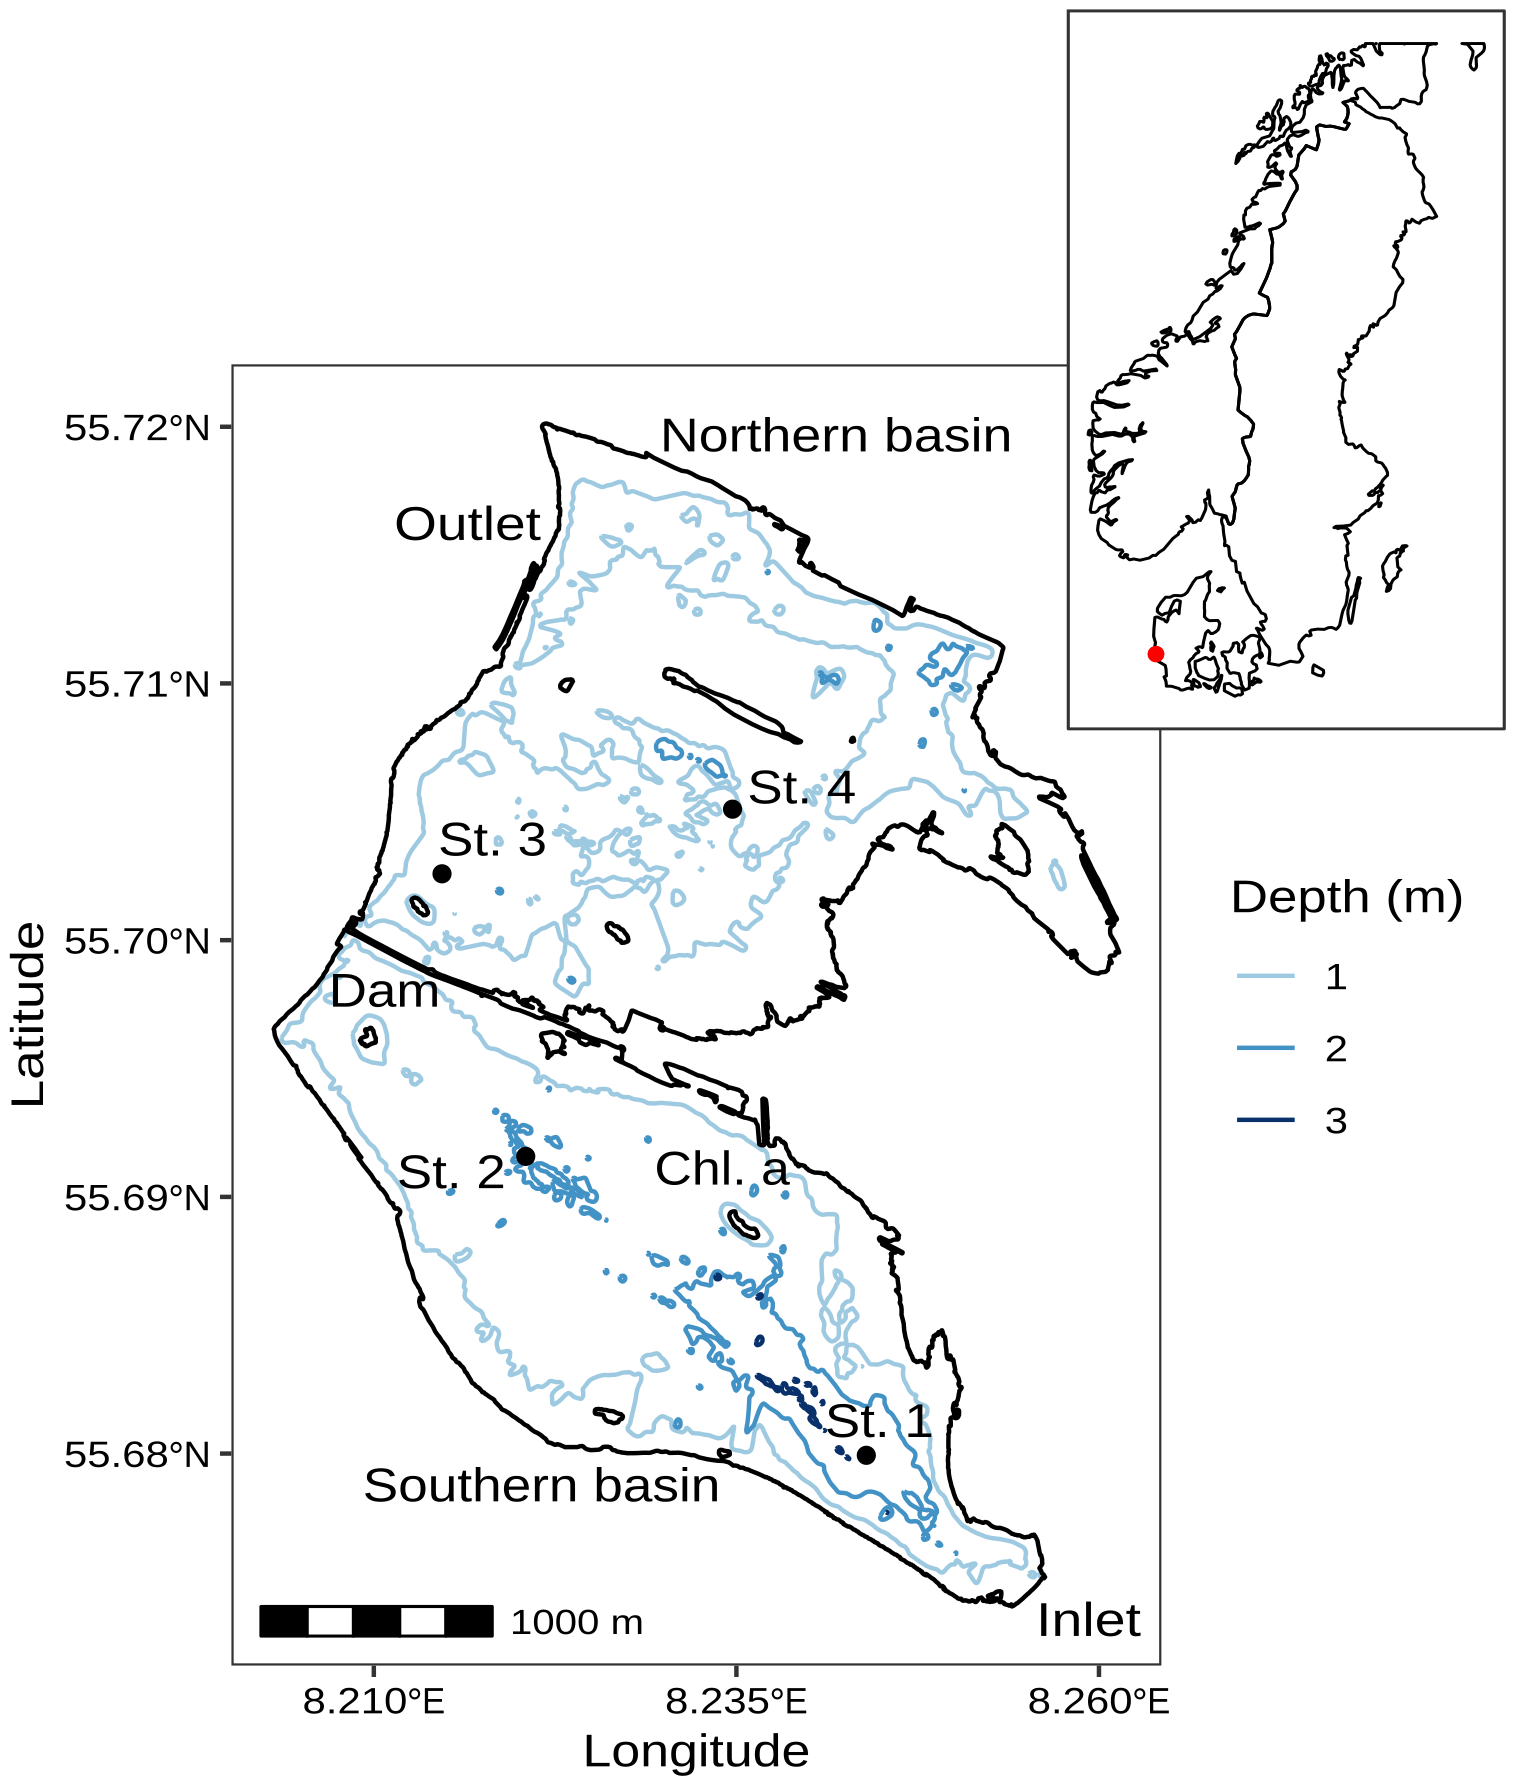 55.72°N
Northern basin
Outlet
55.71°N
St. 4
St. 3
Depth (m)
55.70°N
1
Dam
2
Latitude
3
St. 2
Chl. a
55.69°N
St. 1
55.68°N
Southern basin
1000 m
Inlet
8.210°E
8.235°E
8.260°E
Longitude